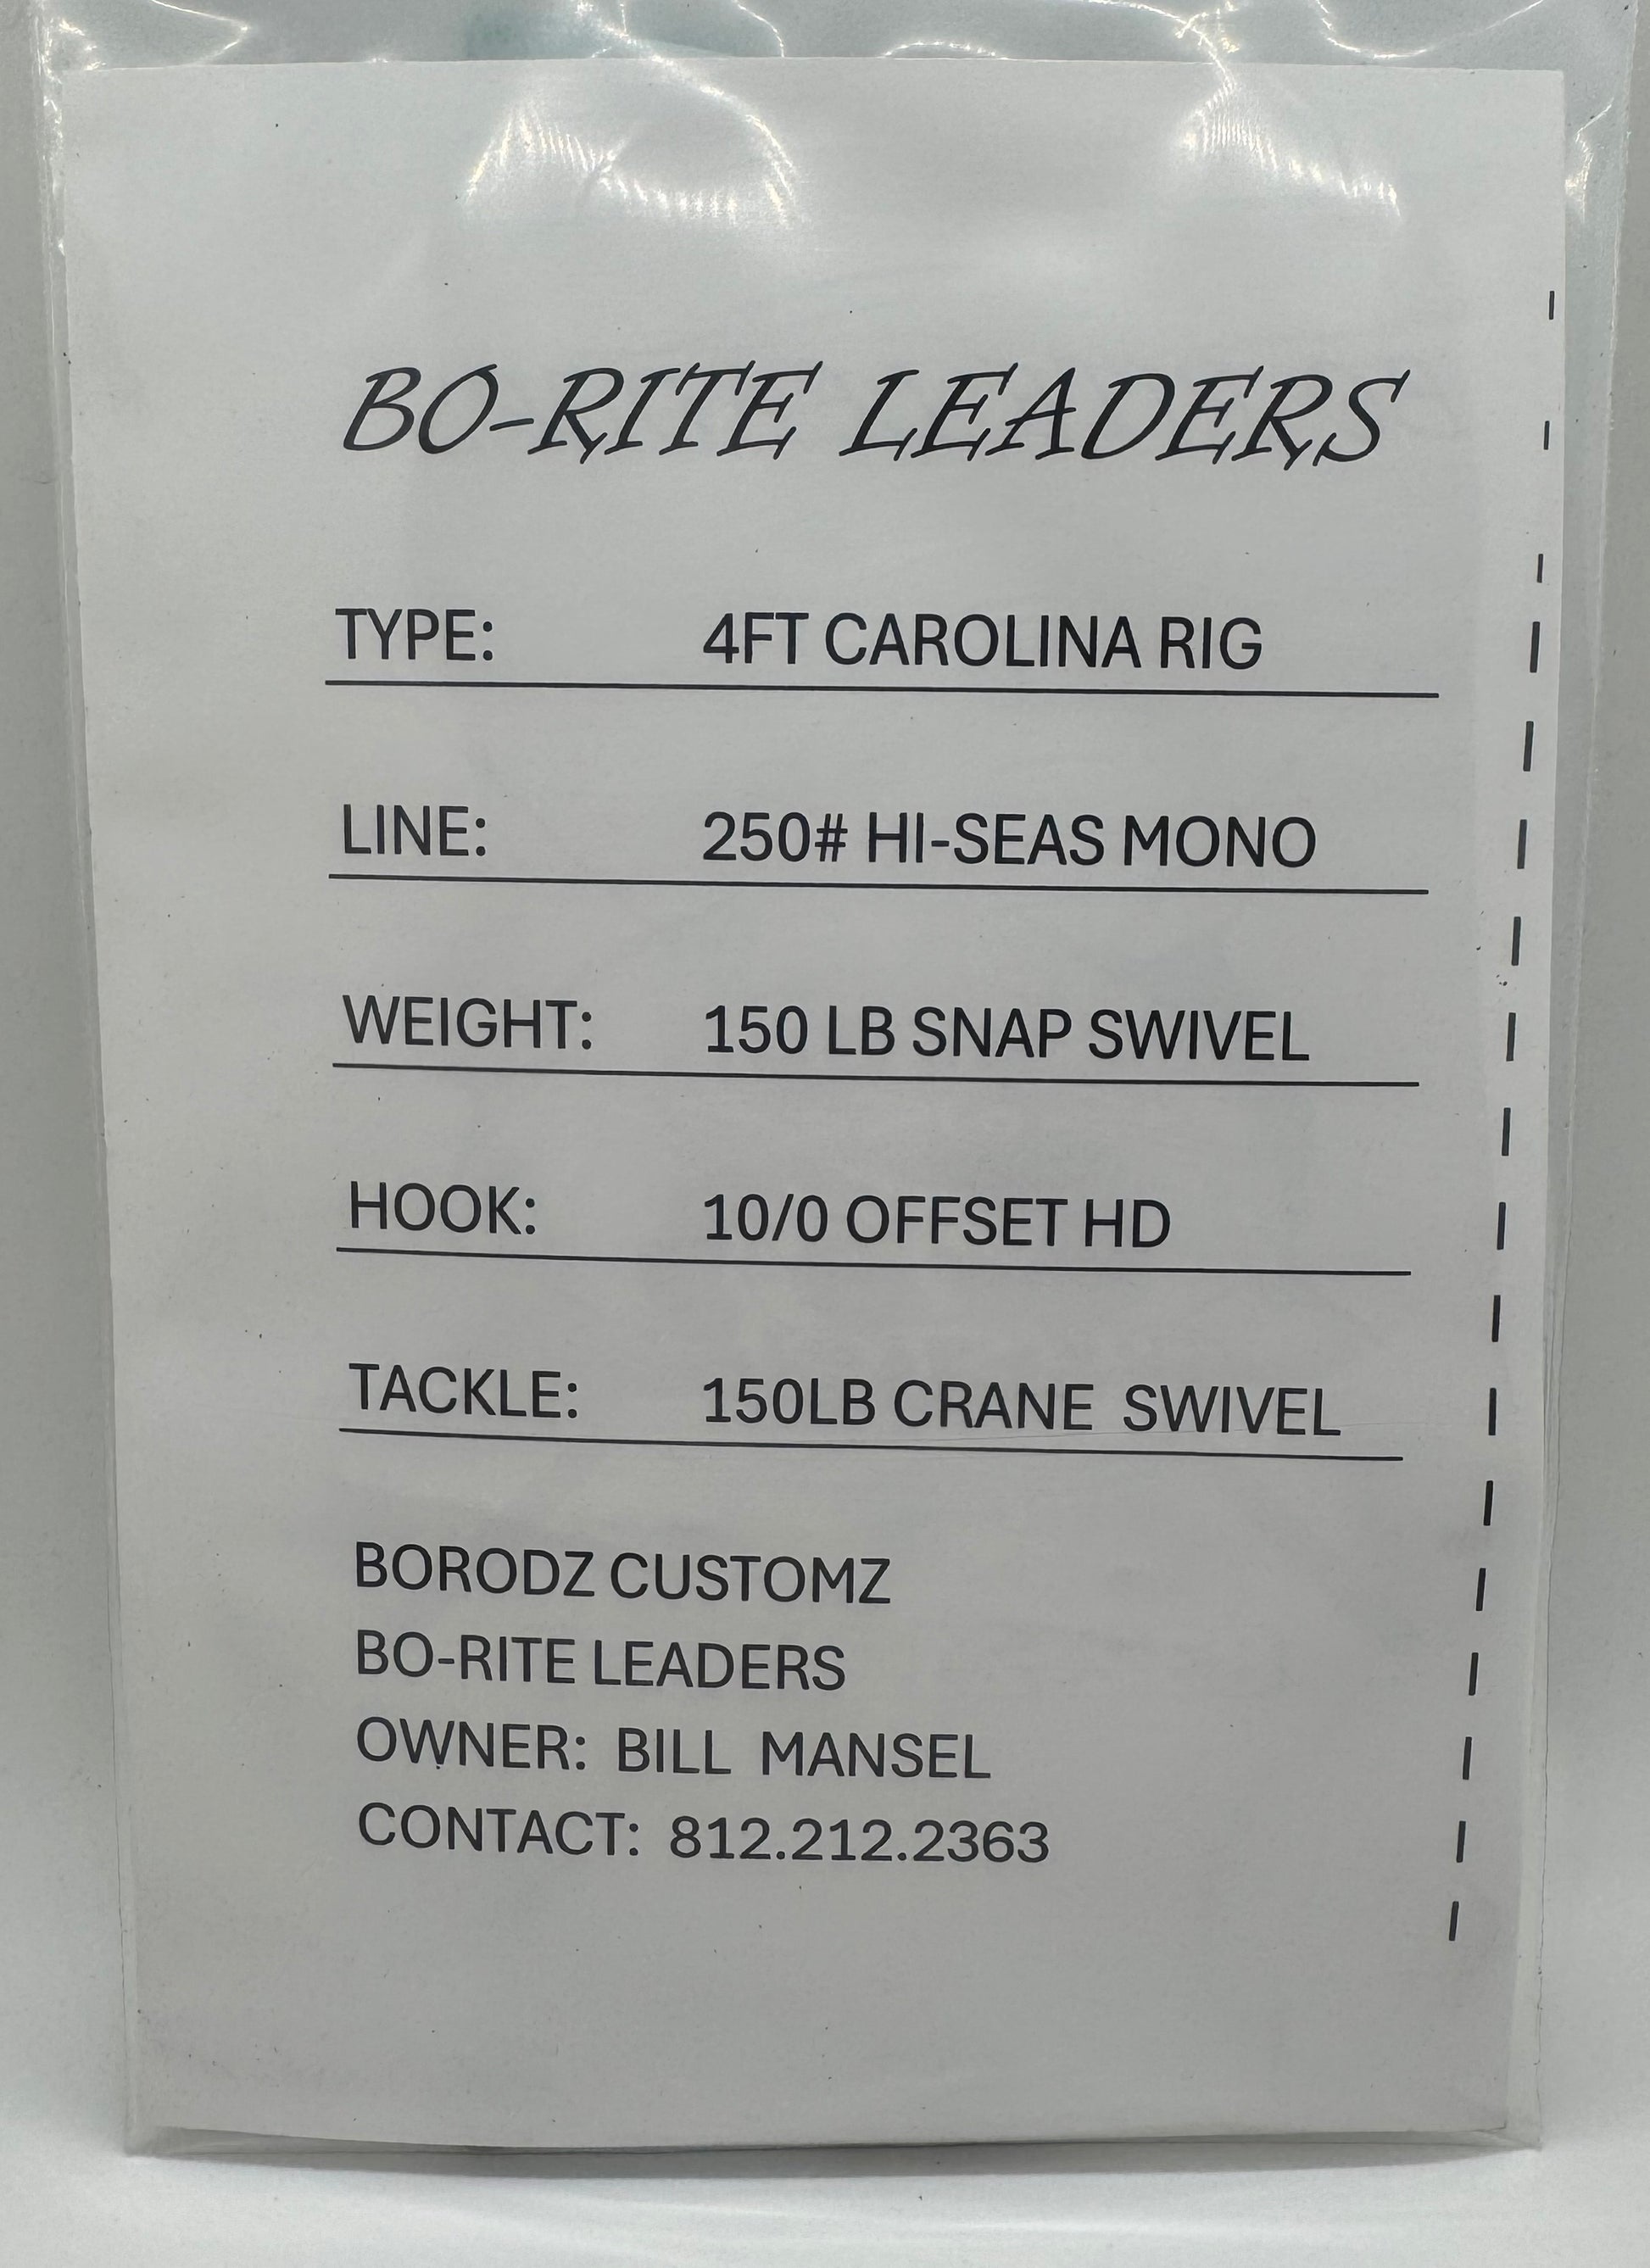 BO-RITE LEADERS
TYPE: 4FT CAROLINA RIG
LINE: 250# HI-SEAS MONO
WEIGHT: 150 LB SNAP SWIVEL
HOOK: 10/0 OFFSET HD
TACKLE: 150LB CRANE SWIVEL
BORODZ CUSTOMZ
BO-RITE LEADERS
OWNER: BILL MANSEL
CONTACT: 812.212.2363